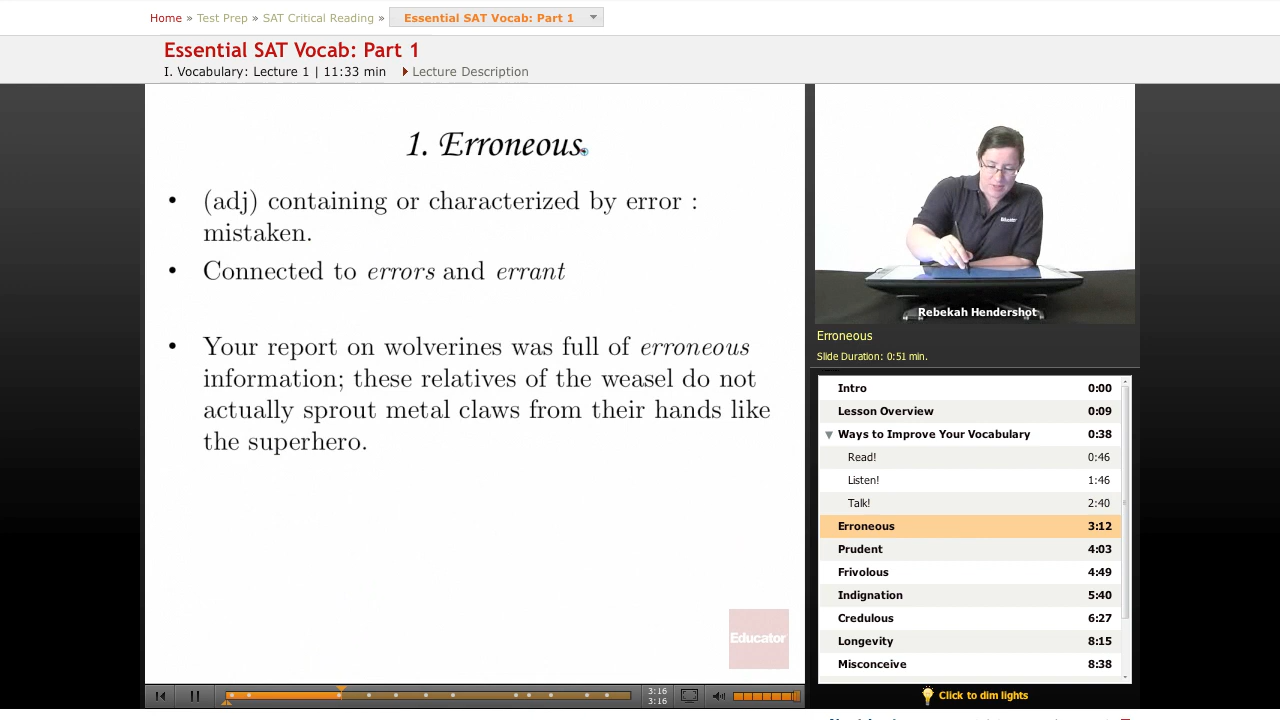 Home » Test Prep » SAT Critical Reading » Essential SAT Vocab: Part 1
Essential SAT Vocab: Part 1
I. Vocabulary: Lecture 1 | 11:33 min Lecture Description
1. Erroneous
• (adj) containing or characterized by error :
mistaken.
• Connected to errors and errant
• Your report on wolverines was full of erroneous
information; these relatives of the weasel do not
actually sprout metal claws from their hands like
the superhero.
Educator
Educator
Rebekah Hendershot
Erroneous
Slide Duration: 0:51 min.
Intro 0:00
Lesson Overview 0:09
Ways to Improve Your Vocabulary 0:38
Read! 0:46
Listen! 1:46
Talk! 2:40
Erroneous 3:12
Prudent 4:03
Frivolous 4:49
Indignation 5:40
Credulous 6:27
Longevity 8:15
Misconceive 8:38
3:16
3:16
Click to dim lights